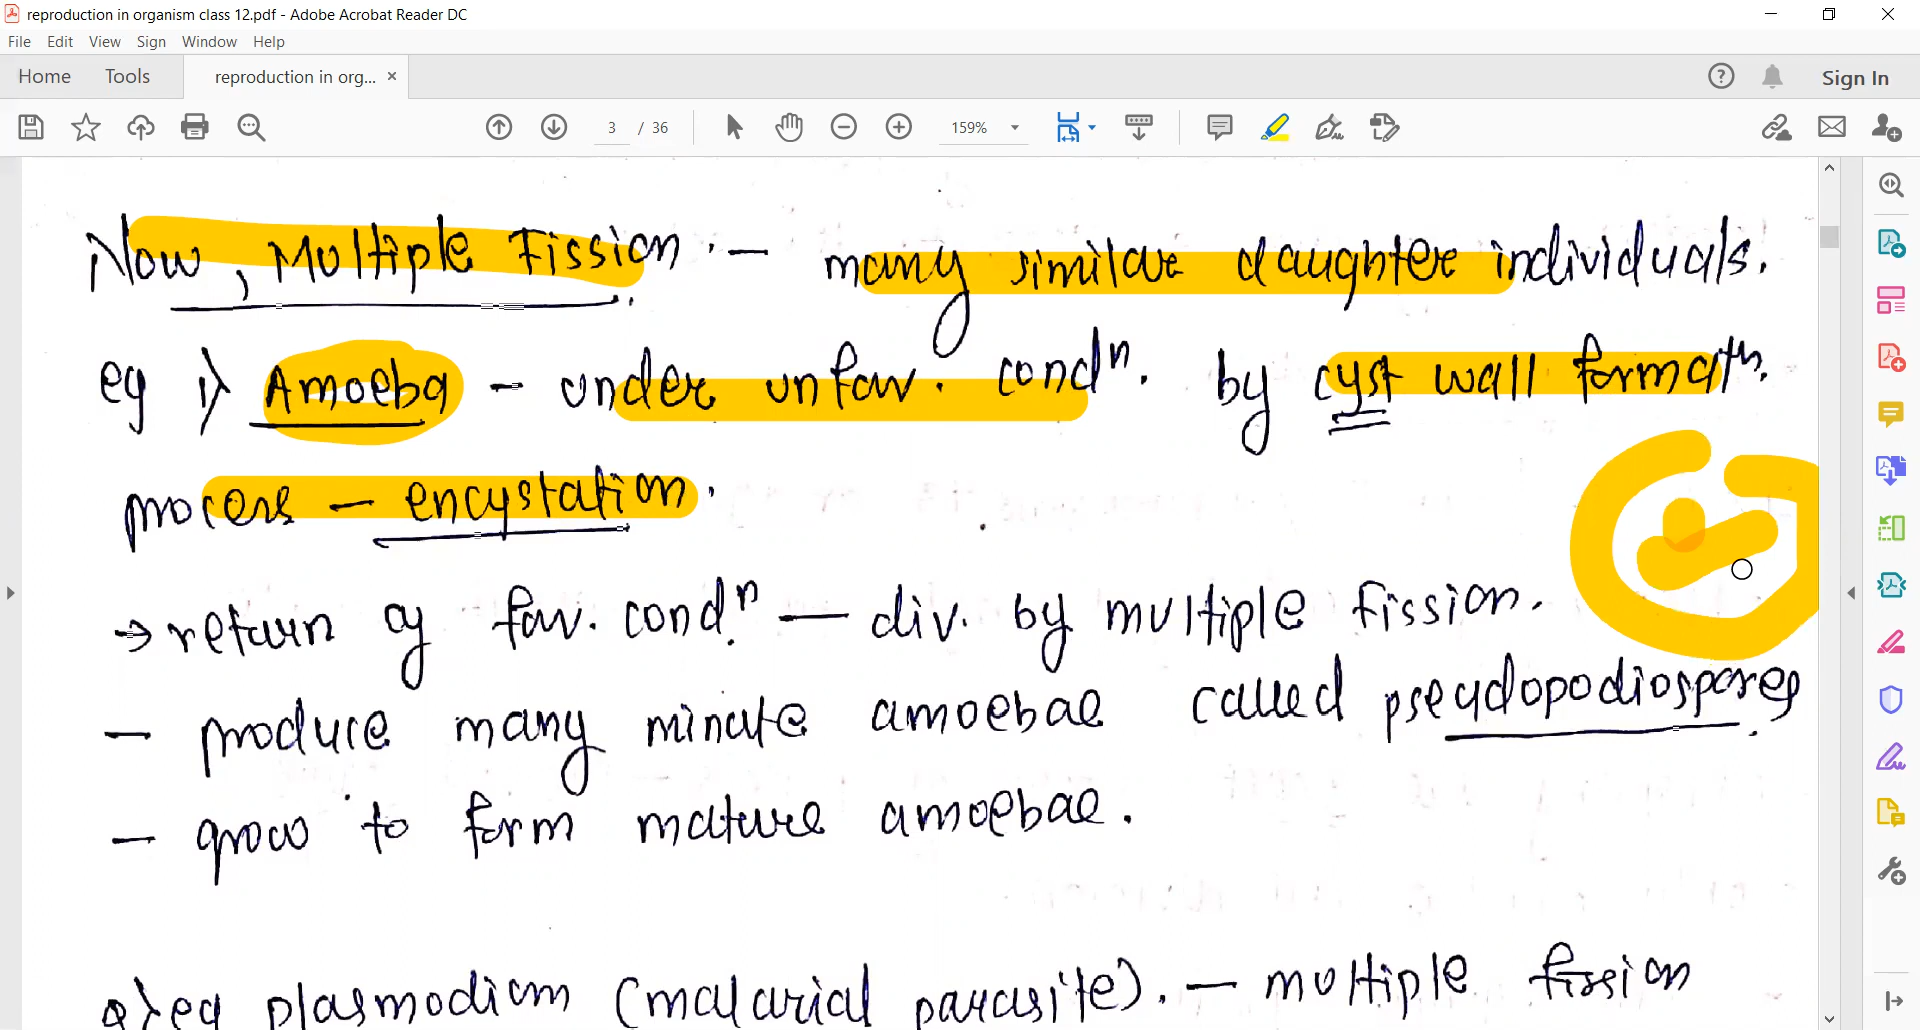 reproduction in organism class 12.pdf - Adobe Acrobat Reader DC
File Edit View Sign Window Help
Home Tools reproduction in org... × Sign In
3 / 36 159%
Now, Multiple Fission. — many similar daughter individuals.
eg 1) Amoeba - under unfav. condn. by cyst wall formatn.
process — encystation.
→ return of fav. condn. — div. by multiple fission.
— produce many minute amoebae called pseudopodiospores.
— grow to form mature amoebae.
2) eg plasmodium (malarial parasite). — multiple fission